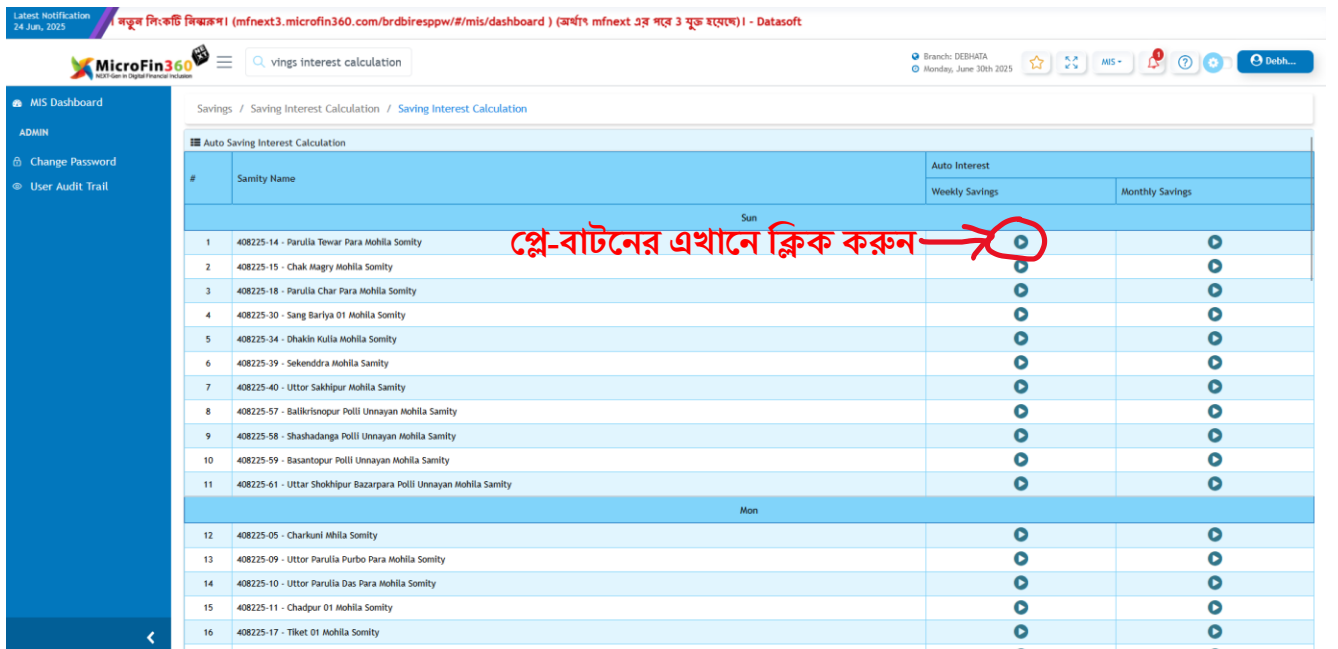 Latest Notification
24 Jun, 2025
নতুন লিংকটি নিম্মরুপ। (mfnext3.microfin360.com/brdbiresppw/#/mis/dashboard ) (অর্থাৎ mfnext এর পরে 3 যুক্ত হয়েছে)। - Datasoft
MicroFin360
NEXT-Gen in Digital Financial Inclusion
vings interest calculation
Branch: DEBHATA
Monday, June 30th 2025
MIS
1
Debh...
MIS Dashboard
ADMIN
Change Password
User Audit Trail
Savings / Saving Interest Calculation / Saving Interest Calculation
Auto Saving Interest Calculation
# Samity Name Auto Interest
Weekly Savings Monthly Savings
Sun
1 408225-14 - Parulia Tewar Para Mohila Somity
প্লে-বাটনের এখানে ক্লিক করুন
2 408225-15 - Chak Magry Mohila Somity
3 408225-18 - Parulia Char Para Mohila Somity
4 408225-30 - Sang Bariya 01 Mohila Somity
5 408225-34 - Dhakin Kulia Mohila Somity
6 408225-39 - Sekenddra Mohila Samity
7 408225-40 - Uttor Sakhipur Mohila Samity
8 408225-57 - Balikrisnopur Polli Unnayan Mohila Samity
9 408225-58 - Shashadanga Polli Unnayan Mohila Samity
10 408225-59 - Basantopur Polli Unnayan Mohila Samity
11 408225-61 - Uttar Shokhipur Bazarpara Polli Unnayan Mohila Samity
Mon
12 408225-05 - Charkuni Mhila Somity
13 408225-09 - Uttor Parulia Purbo Para Mohila Somity
14 408225-10 - Uttor Parulia Das Para Mohila Somity
15 408225-11 - Chadpur 01 Mohila Somity
16 408225-17 - Tiket 01 Mohila Somity